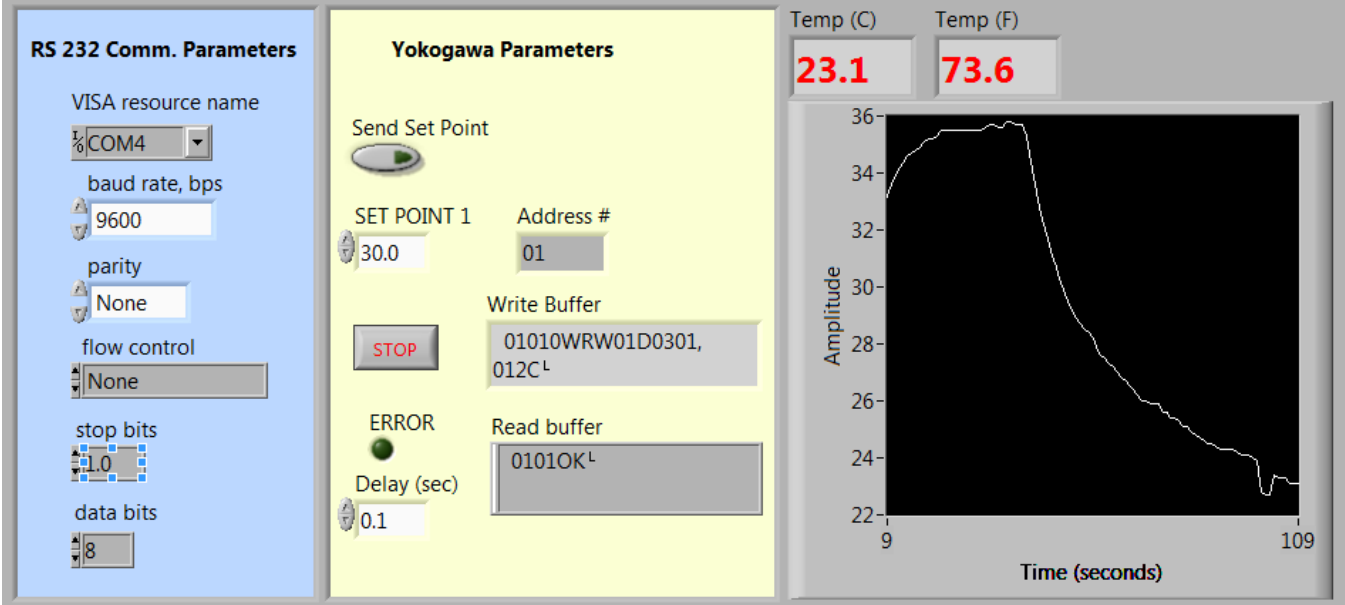 RS 232 Comm. Parameters
VISA resource name
I/O COM4
baud rate, bps
9600
parity
None
flow control
None
stop bits
1.0
data bits
8
Yokogawa Parameters
Send Set Point
SET POINT 1
30.0
Address #
01
STOP
Write Buffer
01010WRW01D0301,
012C└
ERROR
Delay (sec)
0.1
Read buffer
0101OK└
Temp (C)
23.1
Temp (F)
73.6
Amplitude
36
34
32
30
28
26
24
22
9
109
Time (seconds)